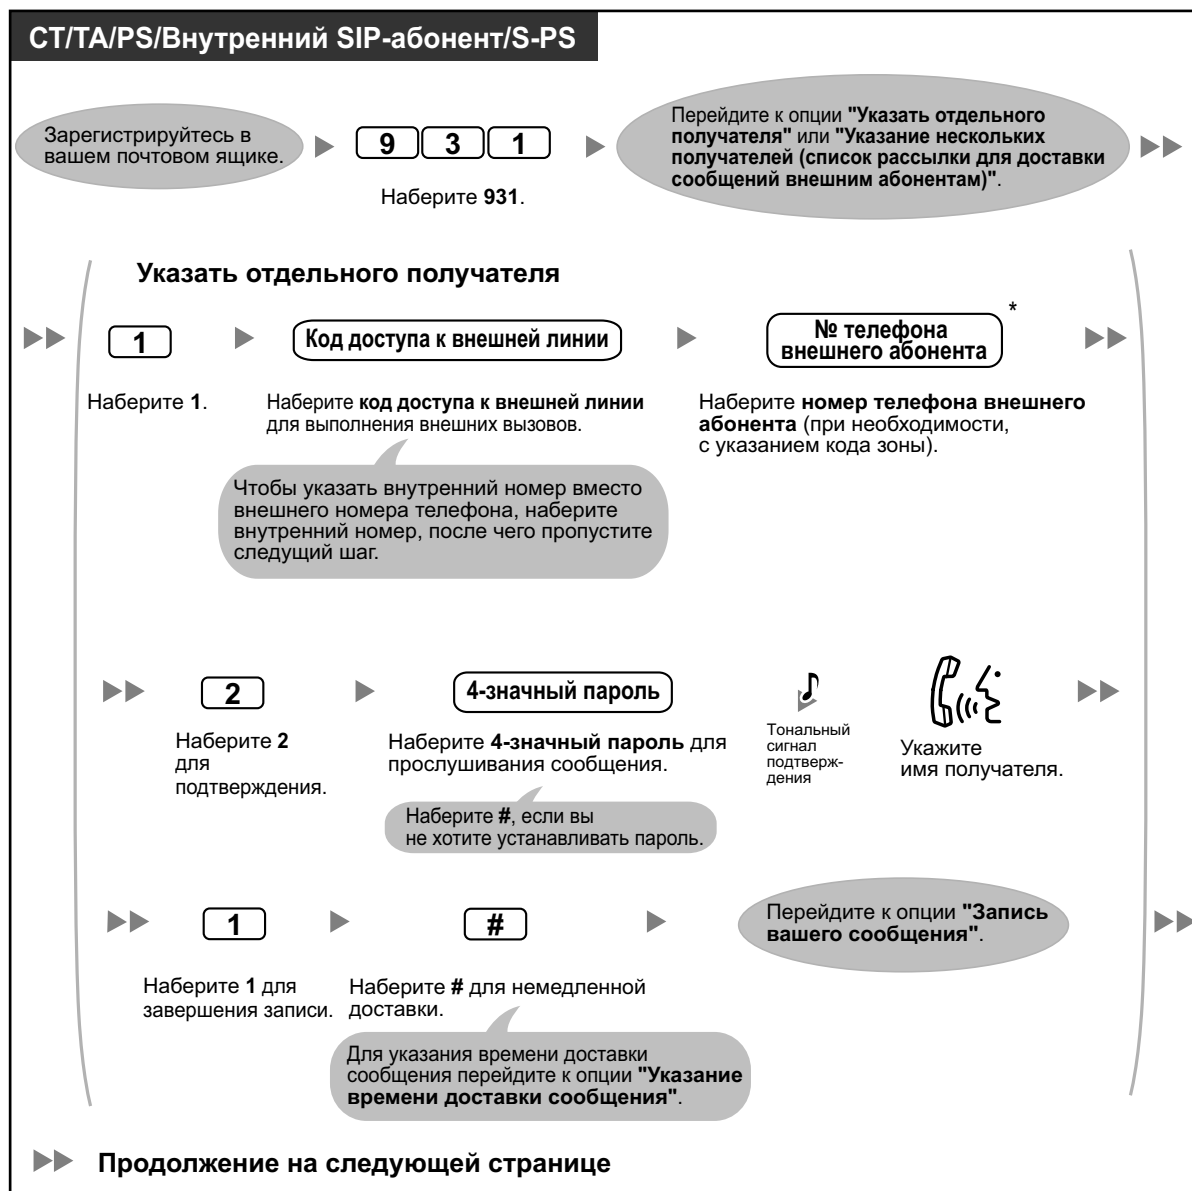 СТ/ТА/PS/Внутренний SIP-абонент/S-PS
Зарегистрируйтесь в
вашем почтовом ящике.
9 3 1
Наберите 931.
Перейдите к опции "Указать отдельного
получателя" или "Указание нескольких
получателей (список рассылки для доставки
сообщений внешним абонентам)".
Указать отдельного получателя
1
Наберите 1.
Код доступа к внешней линии
Наберите код доступа к внешней линии
для выполнения внешних вызовов.
Чтобы указать внутренний номер вместо
внешнего номера телефона, наберите
внутренний номер, после чего пропустите
следущий шаг.
№ телефона
внешнего абонента
*
Наберите номер телефона внешнего
абонента (при необходимости,
с указанием кода зоны).
2
Наберите 2
для
подтверждения.
4-значный пароль
Наберите 4-значный пароль для
прослушивания сообщения.
Наберите #, если вы
не хотите устанавливать пароль.
Тональный
сигнал
подтверж-
дения
Укажите
имя получателя.
1
Наберите 1 для
завершения записи.
#
Наберите # для немедленной
доставки.
Для указания времени доставки
сообщения перейдите к опции "Указание
времени доставки сообщения".
Перейдите к опции "Запись
вашего сообщения".
Продолжение на следующей странице